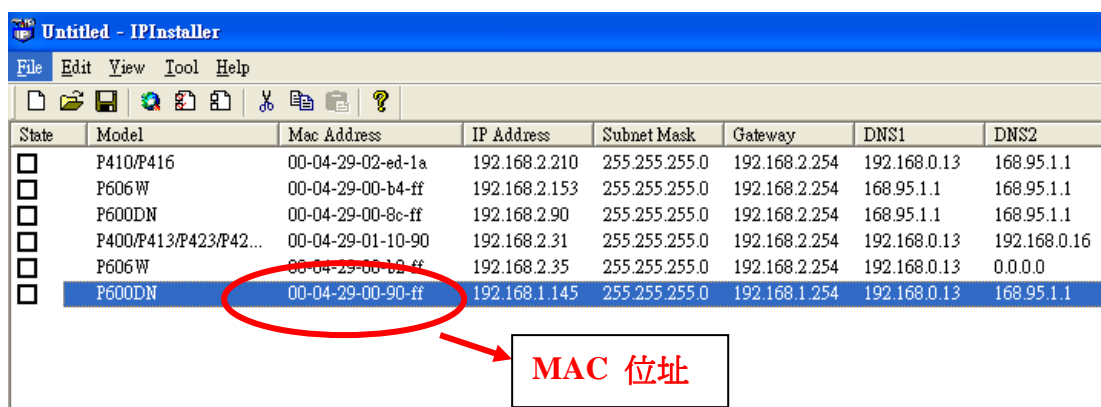 Untitled - IPInstaller
File Edit View Tool Help
State Model Mac Address IP Address Subnet Mask Gateway DNS1 DNS2
P410/P416 00-04-29-02-ed-1a 192.168.2.210 255.255.255.0 192.168.2.254 192.168.0.13 168.95.1.1
P606W 00-04-29-00-b4-ff 192.168.2.153 255.255.255.0 192.168.2.254 168.95.1.1 168.95.1.1
P600DN 00-04-29-00-8c-ff 192.168.2.90 255.255.255.0 192.168.2.254 168.95.1.1 168.95.1.1
P400/P413/P423/P42... 00-04-29-01-10-90 192.168.2.31 255.255.255.0 192.168.2.254 192.168.0.13 192.168.0.16
P606W 192.168.2.35 255.255.255.0 192.168.2.254 192.168.0.13 0.0.0.0
P600DN 00-04-29-00-90-ff 192.168.1.145 255.255.255.0 192.168.1.254 192.168.0.13 168.95.1.1
MAC 位址